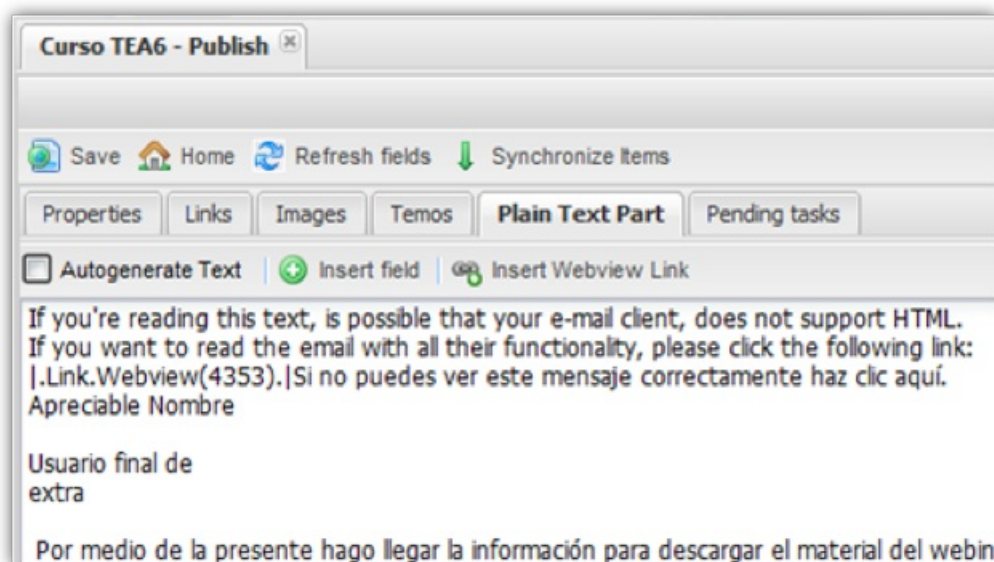 Curso TEA6 - Publish
Save Home Refresh fields Synchronize Items
Properties Links Images Temos Plain Text Part Pending tasks
Autogenerate Text Insert field Insert Webview Link
If you're reading this text, is possible that your e-mail client, does not support HTML.
If you want to read the email with all their functionality, please click the following link:
|.Link.Webview(4353).|Si no puedes ver este mensaje correctamente haz clic aquí.
Apreciable Nombre
Usuario final de
extra
Por medio de la presente hago llegar la información para descargar el material del webin